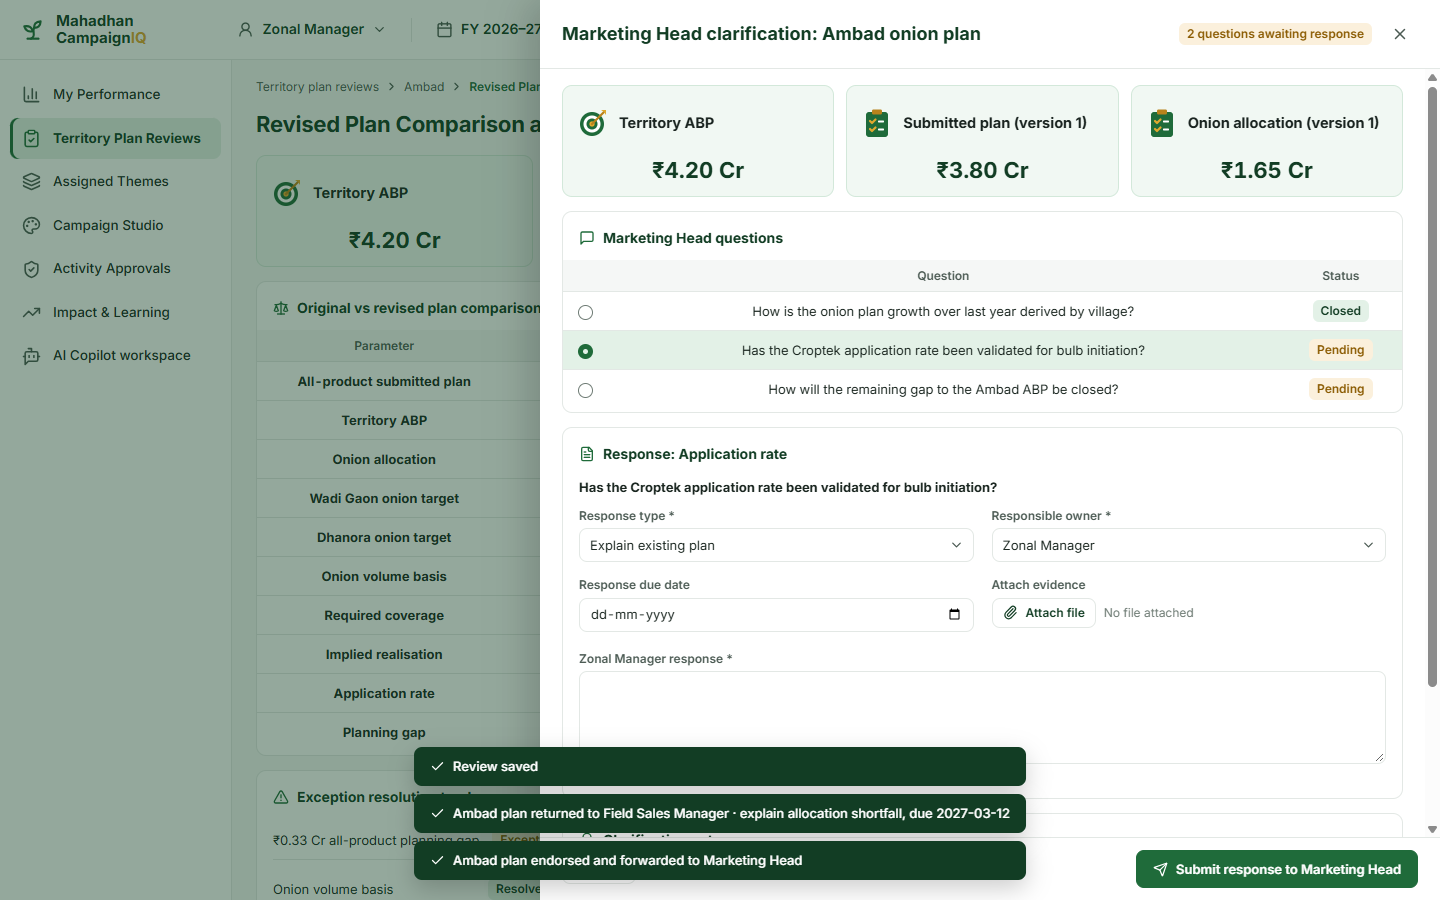 Mahadhan
CampaignIQ
Zonal Manager
FY 2026–27
My Performance
Territory Plan Reviews
Assigned Themes
Campaign Studio
Activity Approvals
Impact & Learning
AI Copilot workspace
Territory plan reviews > Ambad > Revised Plan
Revised Plan Comparison a
Territory ABP
₹4.20 Cr
Original vs revised plan comparison
Parameter
All-product submitted plan
Territory ABP
Onion allocation
Wadi Gaon onion target
Dhanora onion target
Onion volume basis
Required coverage
Implied realisation
Application rate
Planning gap
Exception resolution
₹0.33 Cr all-product planning gap
Onion volume basis
Resolve
Marketing Head clarification: Ambad onion plan
2 questions awaiting response
Territory ABP
₹4.20 Cr
Submitted plan (version 1)
₹3.80 Cr
Onion allocation (version 1)
₹1.65 Cr
Marketing Head questions
Question Status
How is the onion plan growth over last year derived by village? Closed
Has the Croptek application rate been validated for bulb initiation? Pending
How will the remaining gap to the Ambad ABP be closed? Pending
Response: Application rate
Has the Croptek application rate been validated for bulb initiation?
Response type *
Explain existing plan
Responsible owner *
Zonal Manager
Response due date
dd-mm-yyyy
Attach evidence
Attach file
No file attached
Zonal Manager response *
Review saved
Ambad plan returned to Field Sales Manager · explain allocation shortfall, due 2027-03-12
Ambad plan endorsed and forwarded to Marketing Head
Submit response to Marketing Head